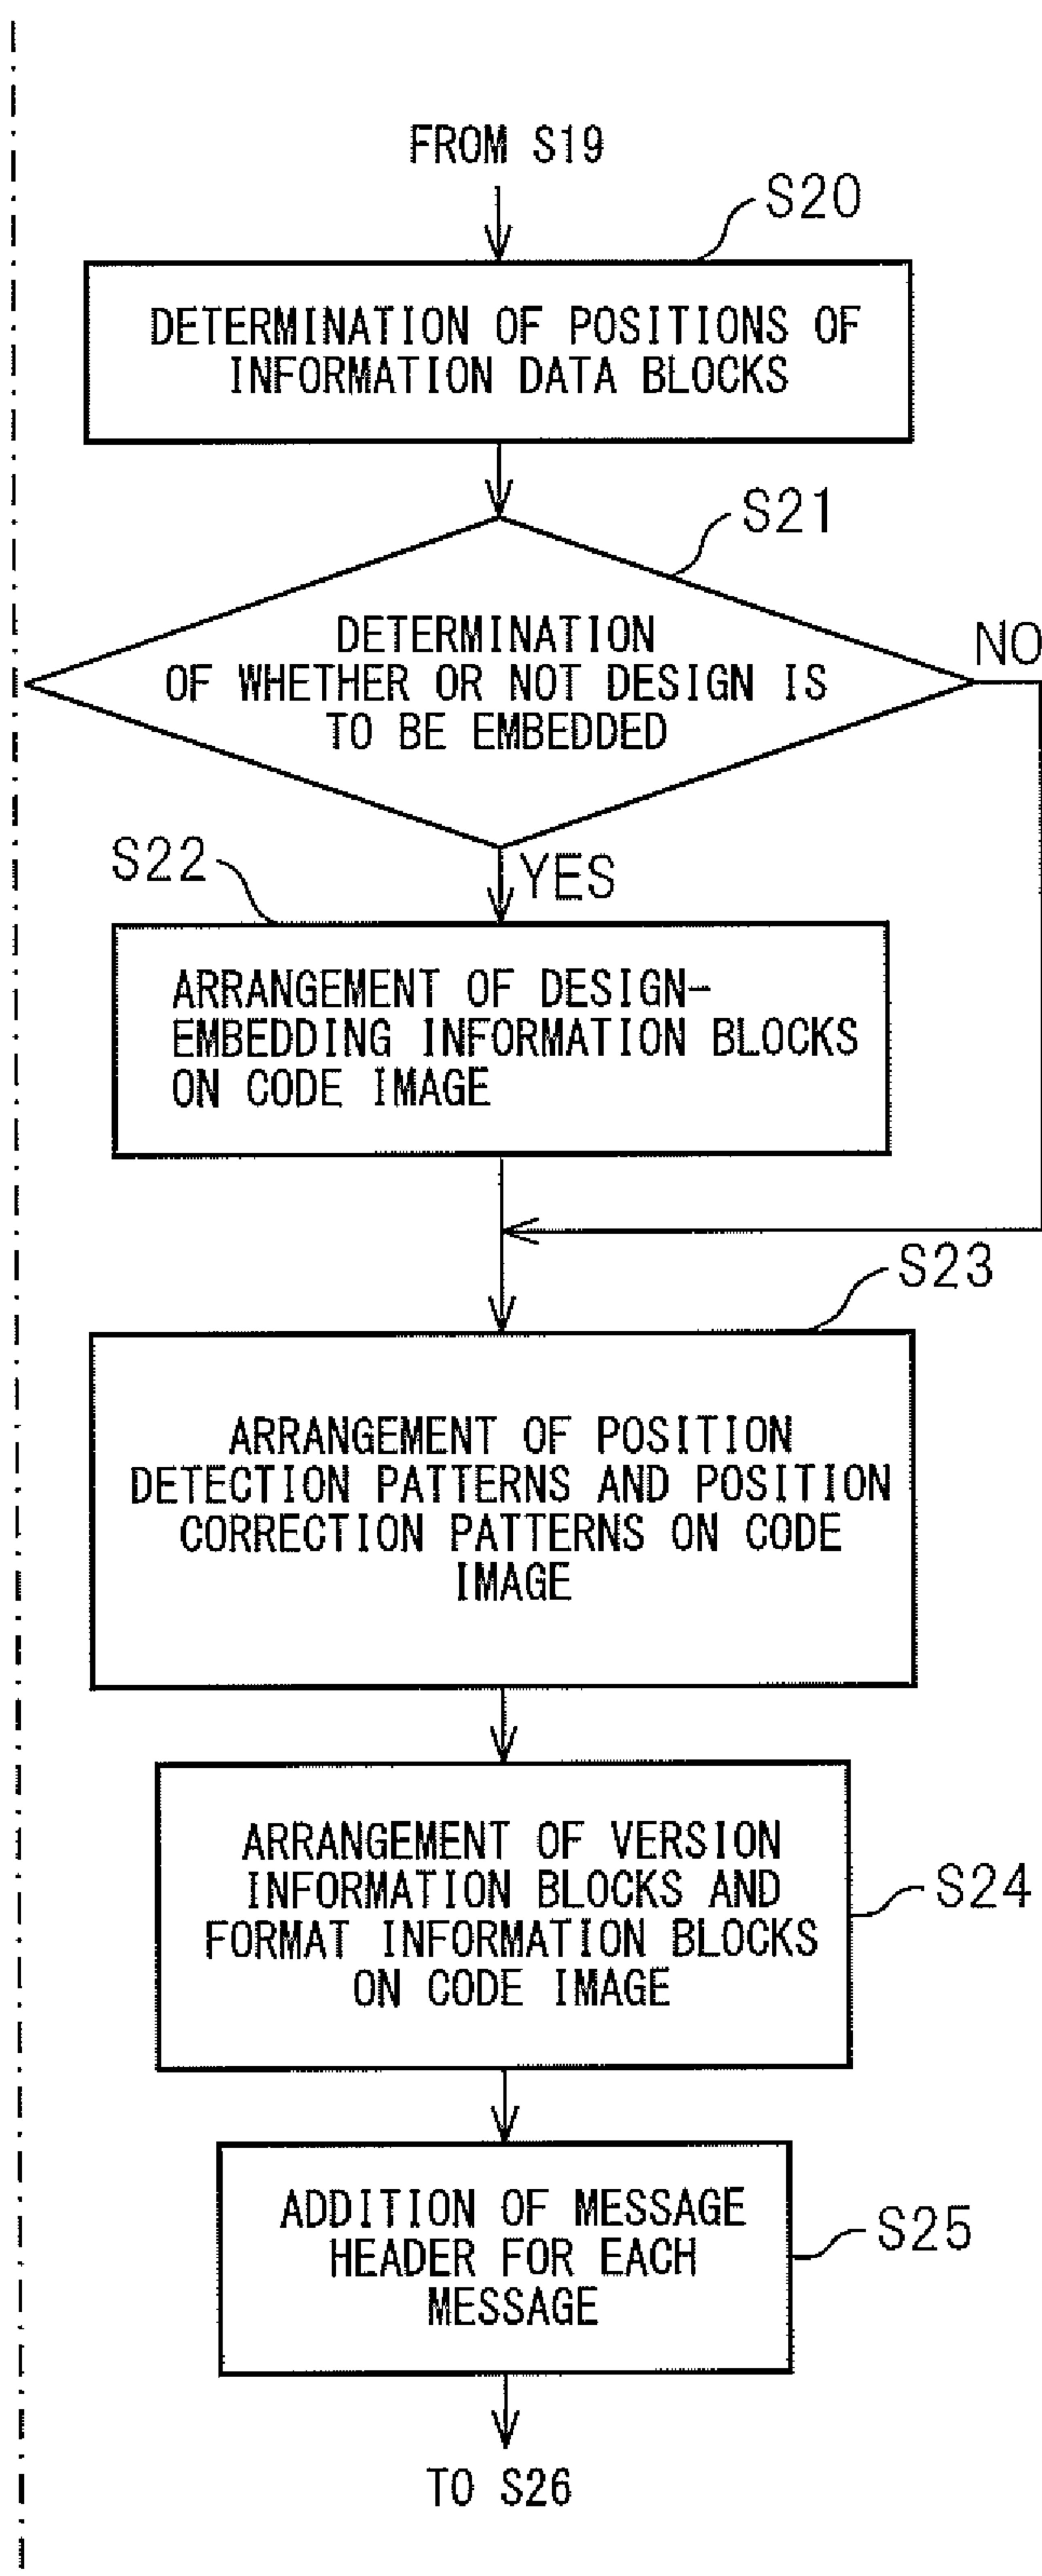 FROM S19
S20
DETERMINATION OF POSITIONS OF
INFORMATION DATA BLOCKS
S21
DETERMINATION
OF WHETHER OR NOT DESIGN IS
TO BE EMBEDDED
NO
S22
YES
ARRANGEMENT OF DESIGN-
EMBEDDING INFORMATION BLOCKS
ON CODE IMAGE
S23
ARRANGEMENT OF POSITION
DETECTION PATTERNS AND POSITION
CORRECTION PATTERNS ON CODE
IMAGE
ARRANGEMENT OF VERSION
INFORMATION BLOCKS AND
FORMAT INFORMATION BLOCKS
ON CODE IMAGE
S24
ADDITION OF MESSAGE
HEADER FOR EACH
MESSAGE
S25
TO S26